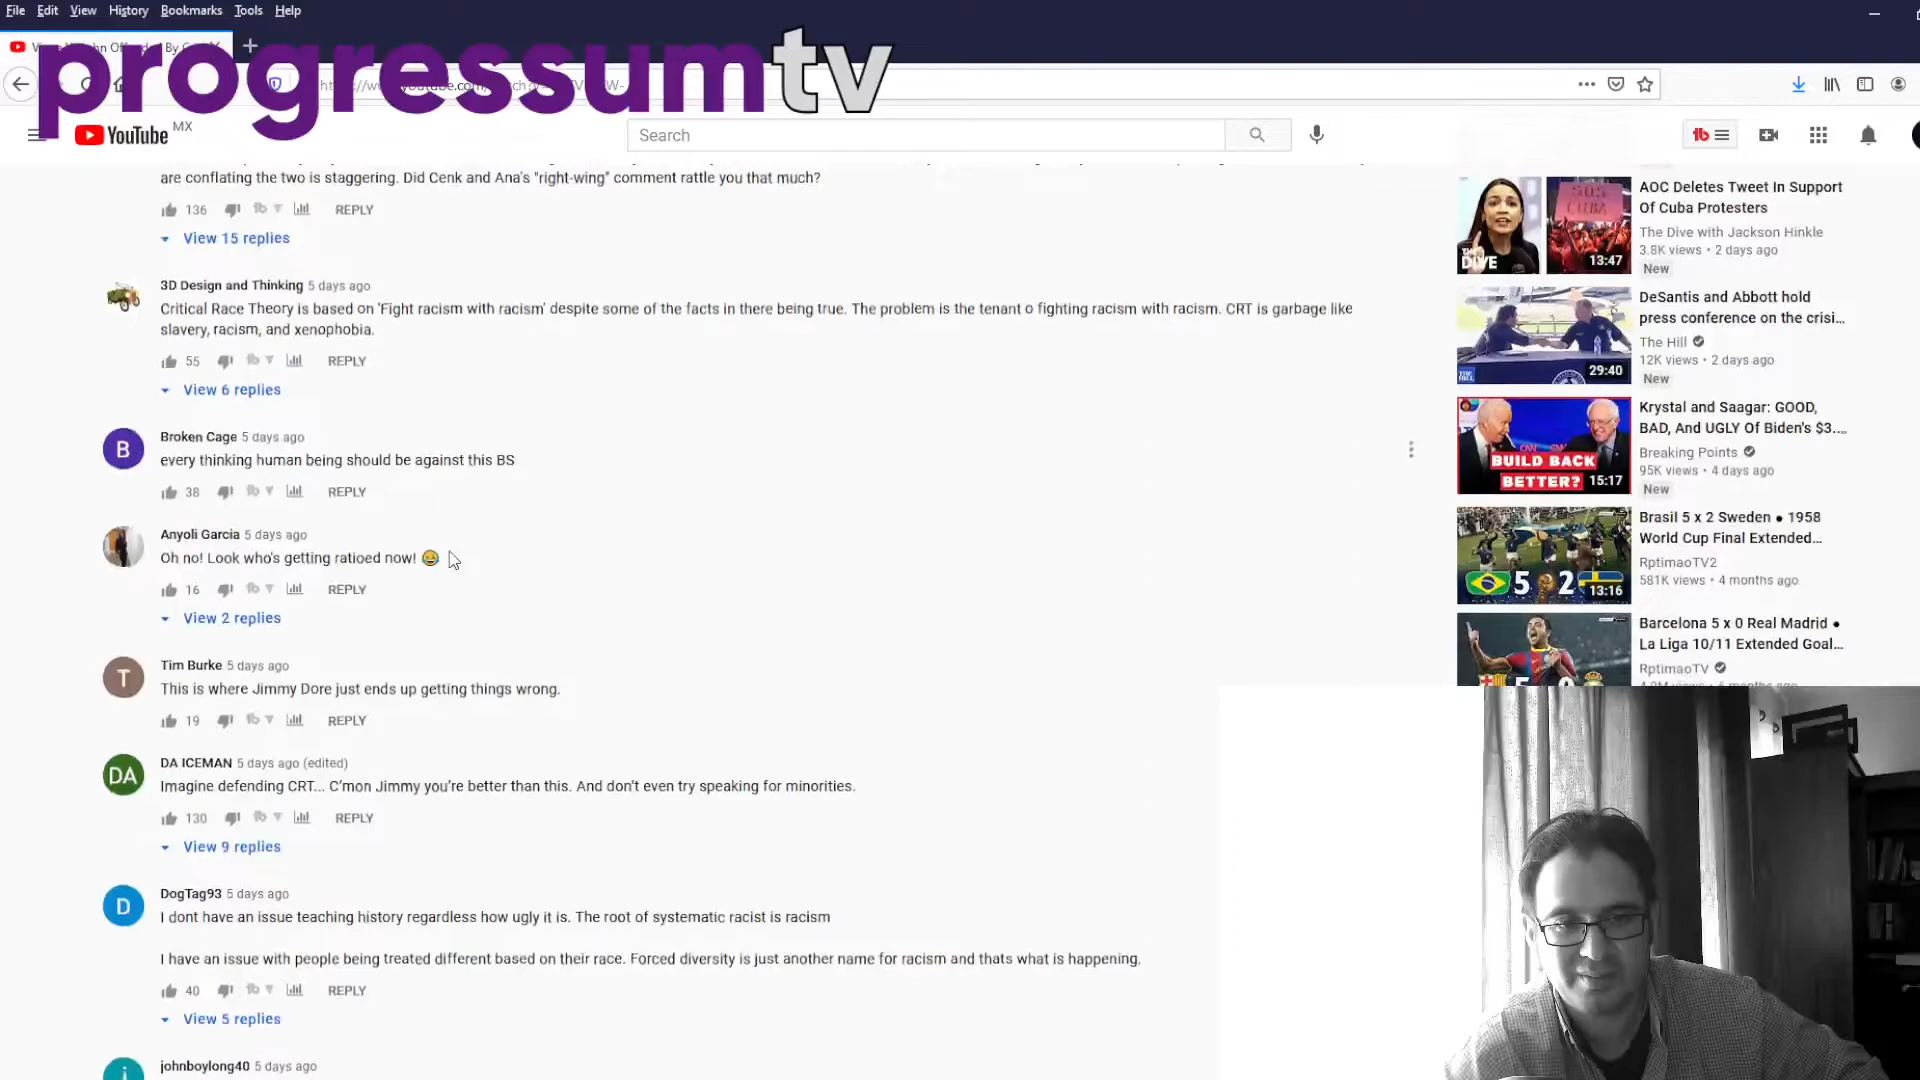 File Edit View History Bookmarks Tools Help
progressumtv
YouTube MX
Search
are conflating the two is staggering. Did Cenk and Ana's "right-wing" comment rattle you that much?
136 REPLY
View 15 replies
3D Design and Thinking 5 days ago
Critical Race Theory is based on 'Fight racism with racism' despite some of the facts in there being true. The problem is the tenant o fighting racism with racism. CRT is garbage like
slavery, racism, and xenophobia.
55 REPLY
View 6 replies
B
Broken Cage 5 days ago
every thinking human being should be against this BS
38 REPLY
Anyoli Garcia 5 days ago
Oh no! Look who's getting ratioed now! 😂
16 REPLY
View 2 replies
T
Tim Burke 5 days ago
This is where Jimmy Dore just ends up getting things wrong.
19 REPLY
DA
DA ICEMAN 5 days ago (edited)
Imagine defending CRT... C'mon Jimmy you're better than this. And don't even try speaking for minorities.
130 REPLY
View 9 replies
D
DogTag93 5 days ago
I dont have an issue teaching history regardless how ugly it is. The root of systematic racist is racism
I have an issue with people being treated different based on their race. Forced diversity is just another name for racism and thats what is happening.
40 REPLY
View 5 replies
johnboylong40 5 days ago
SOS CUBA
DIVE
13:47
AOC Deletes Tweet In Support
Of Cuba Protesters
The Dive with Jackson Hinkle
3.8K views • 2 days ago
New
29:40
DeSantis and Abbott hold
press conference on the crisi...
The Hill
12K views • 2 days ago
New
BUILD BACK
BETTER? 15:17
Krystal and Saagar: GOOD,
BAD, And UGLY Of Biden's $3....
Breaking Points
95K views • 4 days ago
New
5 2 13:16
Brasil 5 x 2 Sweden • 1958
World Cup Final Extended...
RptimaoTV2
581K views • 4 months ago
Barcelona 5 x 0 Real Madrid •
La Liga 10/11 Extended Goal...
RptimaoTV